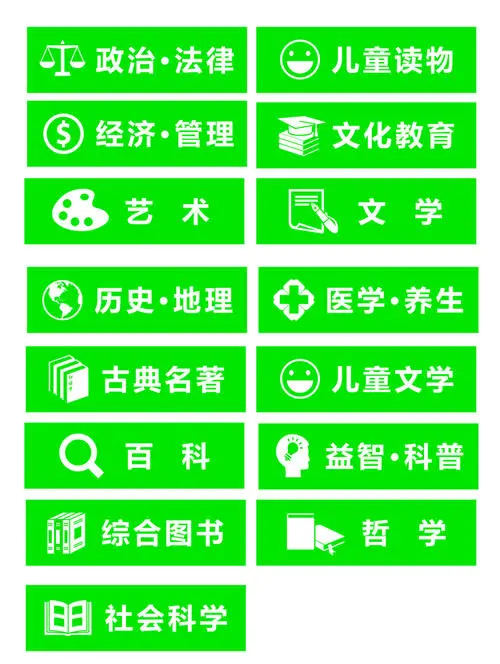 政治·法律
儿童读物
经济·管理
文化教育
艺 术
文 学
历史·地理
医学·养生
古典名著
儿童文学
百 科
益智·科普
综合图书
哲 学
社会科学